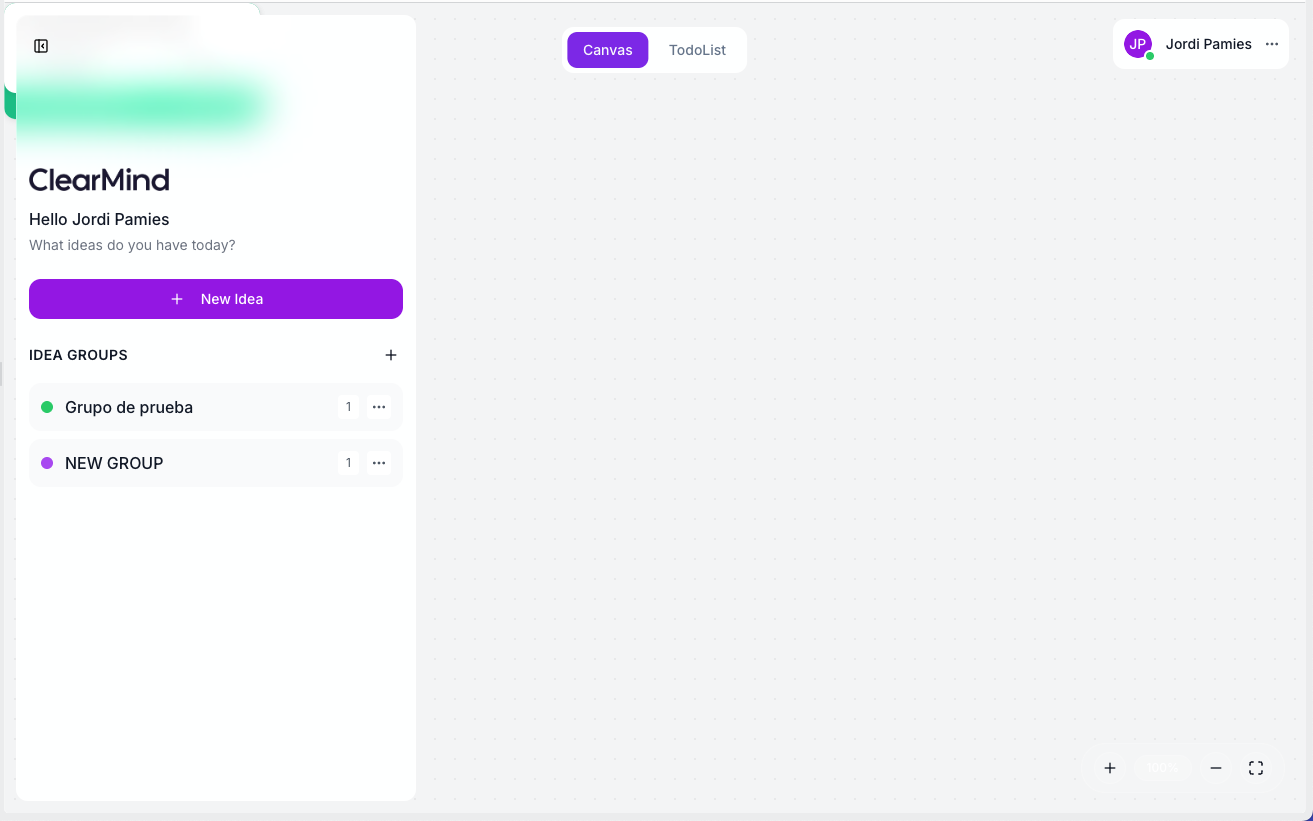 Canvas
TodoList
JP
Jordi Pamies
ClearMind
Hello Jordi Pamies
What ideas do you have today?
New Idea
IDEA GROUPS
Grupo de prueba
1
NEW GROUP
1
100%